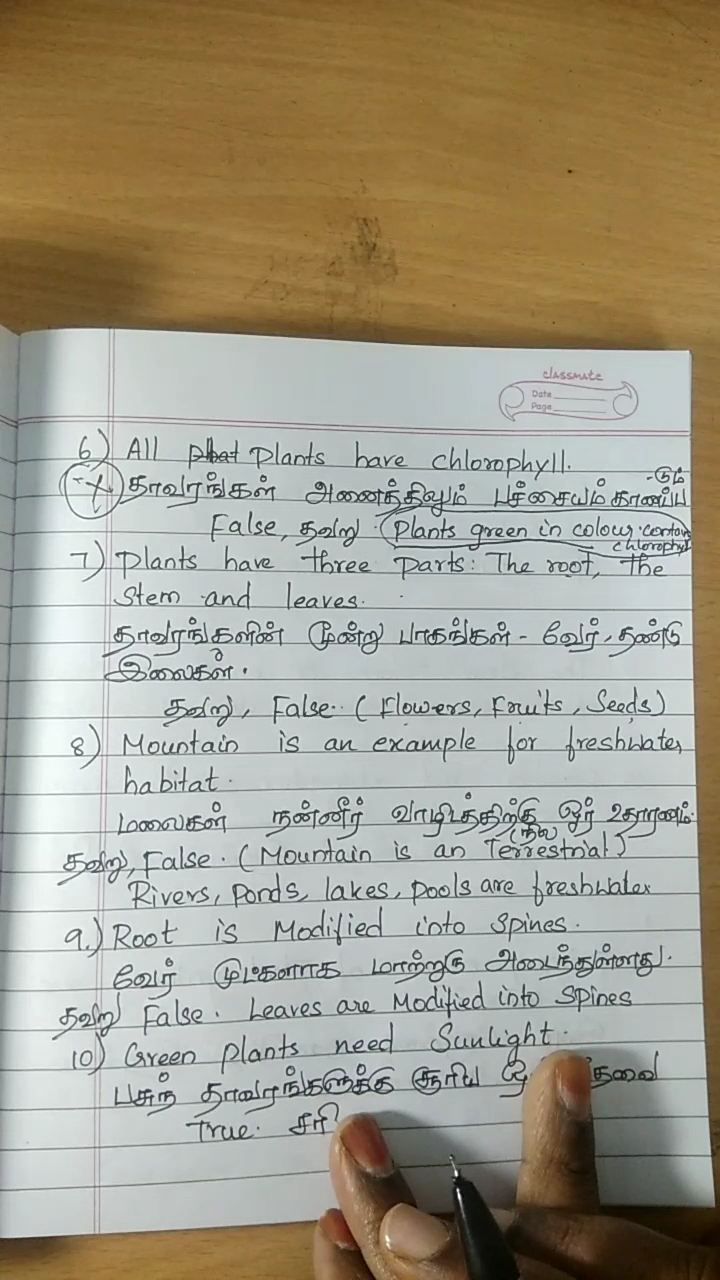 classmate
Date
Page
6) All plants have chlorophyll.
தாவரங்கள் அனைத்திலும் பச்சையம் காணப்ப
-டும்
False, தவறு. (Plants green in colour contain
chlorophyll
7) Plants have three parts: The root, the
stem and leaves.
தாவரங்களின் மூன்று பாகங்கள் - வேர், தண்டு
இலைகள்.
தவறு, False. (Flowers, Fruits, Seeds)
8) Mountain is an example for freshwater
habitat.
மலைகள் நன்னீர் வாழிடத்திற்கு ஓர் உதாரணம்.
(நில
தவறு, False. (Mountain is an Terrestrial)
Rivers, ponds, lakes, pools are freshwater
9.) Root is Modified into spines.
வேர் முட்களாக மாற்றுரு அடைந்துள்ளது.
தவறு False. Leaves are Modified into spines
10) Green plants need Sunlight.
பசுந் தாவரங்களுக்கு சூரிய தேவை
True. சரி